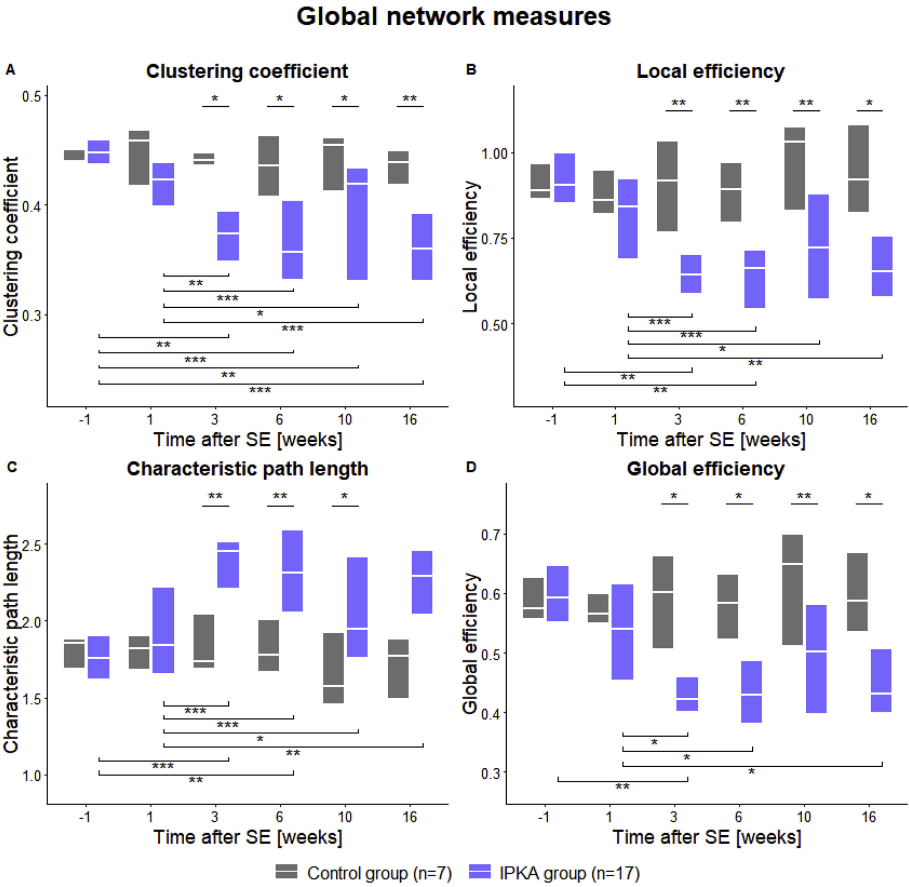 Global network measures
A Clustering coefficient
* * * **
0.5
0.4
0.3
Clustering coefficient
**
***
*
***
**
***
**
***
-1 1 3 6 10 16
Time after SE [weeks]
B Local efficiency
** ** ** *
1.00
0.75
0.50
Local efficiency
***
***
*
**
**
**
-1 1 3 6 10 16
Time after SE [weeks]
C Characteristic path length
** ** *
2.5
2.0
1.5
1.0
Characteristic path length
***
***
*
**
***
**
-1 1 3 6 10 16
Time after SE [weeks]
D Global efficiency
* * ** *
0.7
0.6
0.5
0.4
0.3
Global efficiency
*
*
*
**
-1 1 3 6 10 16
Time after SE [weeks]
Control group (n=7) IPKA group (n=17)